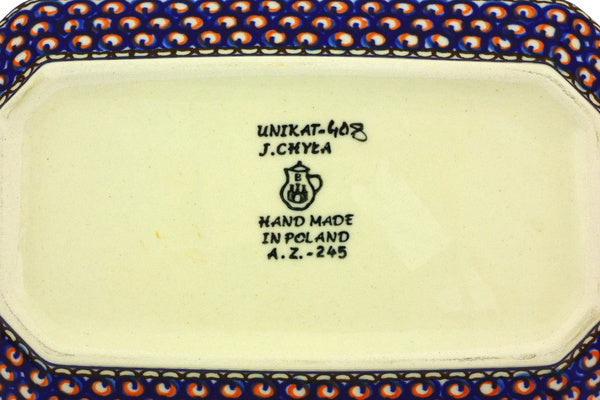 UNIKAT-408
J. CHYŁA
B
HAND MADE
IN POLAND
A.Z.-245